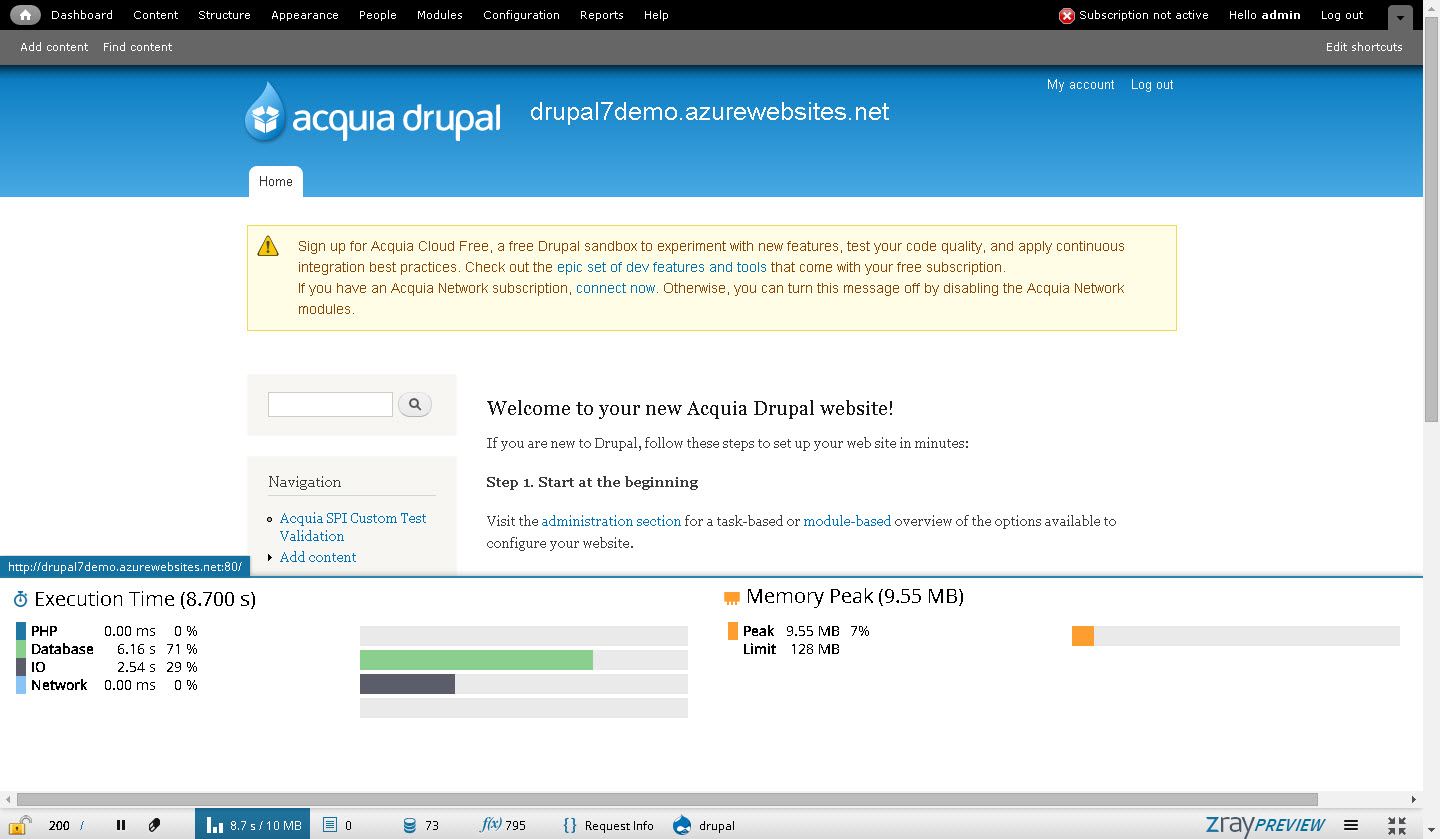 Dashboard Content Structure Appearance People Modules Configuration Reports Help Subscription not active Hello admin Log out
Add content Find content Edit shortcuts
My account Log out
acquia drupal drupal7demo.azurewebsites.net
Home
Sign up for Acquia Cloud Free, a free Drupal sandbox to experiment with new features, test your code quality, and apply continuous
integration best practices. Check out the epic set of dev features and tools that come with your free subscription.
If you have an Acquia Network subscription, connect now. Otherwise, you can turn this message off by disabling the Acquia Network
modules.
Welcome to your new Acquia Drupal website!
If you are new to Drupal, follow these steps to set up your web site in minutes:
Navigation
Step 1. Start at the beginning
Acquia SPI Custom Test
Validation
Add content
Visit the administration section for a task-based or module-based overview of the options available to
configure your website.
http://drupal7demo.azurewebsites.net:80/
Execution Time (8.700 s)
PHP 0.00 ms 0 %
Database 6.16 s 71 %
IO 2.54 s 29 %
Network 0.00 ms 0 %
Memory Peak (9.55 MB)
Peak 9.55 MB 7%
Limit 128 MB
200 / 8.7 s / 10 MB 0 73 f(x) 795 {} Request Info drupal zray PREVIEW